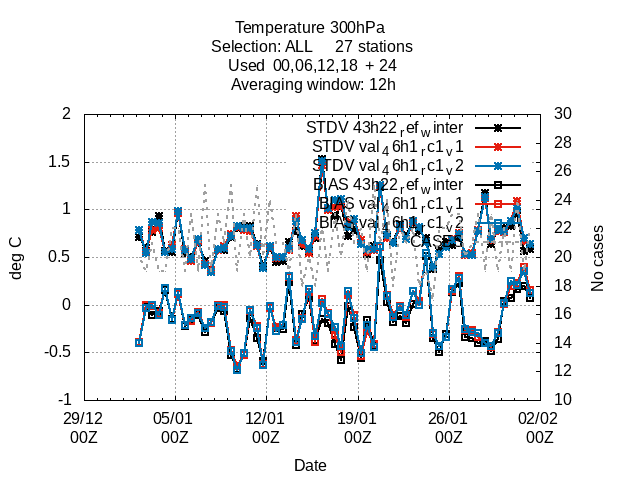 Temperature 300hPa
Selection: ALL 27 stations
Used 00,06,12,18 + 24
Averaging window: 12h
STDV 43h22_ref_winter
STDV val_46h1_rc1_v1
STDV val_46h1_rc1_v2
BIAS 43h22_ref_winter
BIAS val_46h1_rc1_v1
BIAS val_46h1_rc1_v2
CASES
deg C
2
1.5
1
0.5
0
-0.5
-1
No cases
30
28
26
24
22
20
18
16
14
12
10
29/12 05/01 12/01 19/01 26/01 02/02
00Z 00Z 00Z 00Z 00Z 00Z
Date